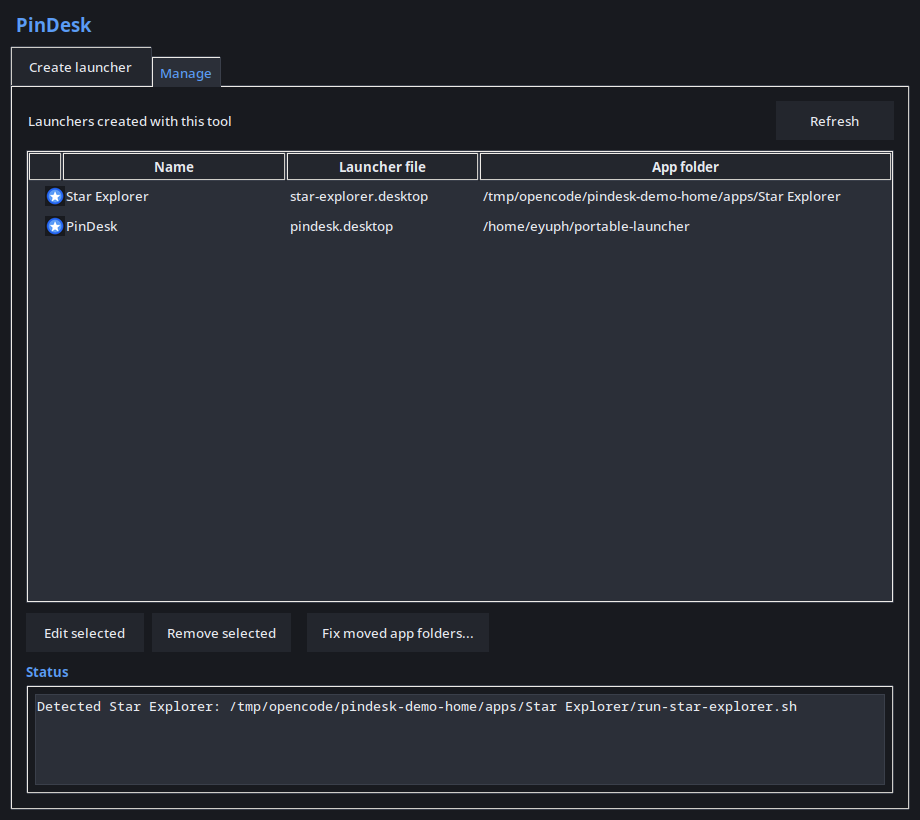 PinDesk
Create launcher
Manage
Launchers created with this tool
Refresh
Name Launcher file App folder
Star Explorer star-explorer.desktop /tmp/opencode/pindesk-demo-home/apps/Star Explorer
PinDesk pindesk.desktop /home/eyuph/portable-launcher
Edit selected Remove selected Fix moved app folders...
Status
Detected Star Explorer: /tmp/opencode/pindesk-demo-home/apps/Star Explorer/run-star-explorer.sh